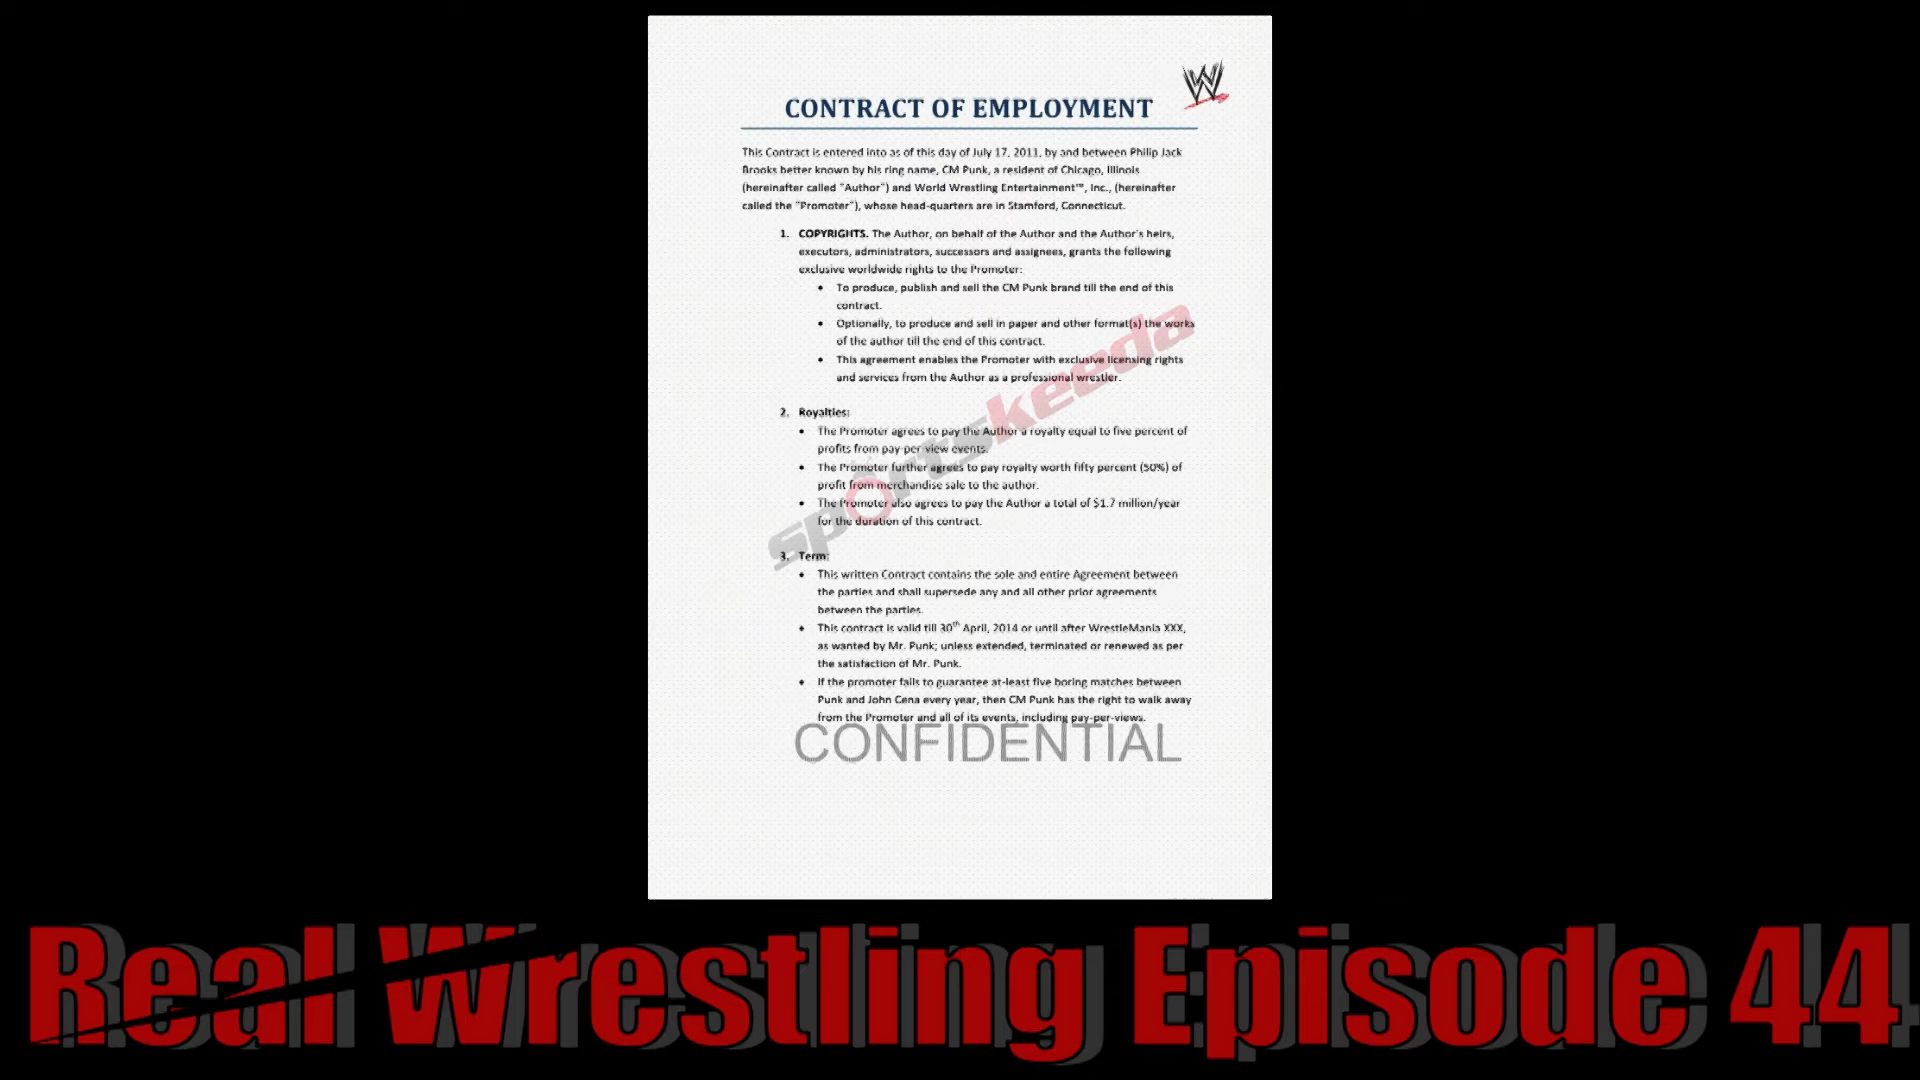 CONTRACT OF EMPLOYMENT
This Contract is entered into as of this day of July 17, 2011, by and between Philip Jack
Brooks better known by his ring name, CM Punk, a resident of Chicago, Illinois
(hereinafter called "Author") and World Wrestling Entertainment™, Inc., (hereinafter
called the "Promoter"), whose head-quarters are in Stamford, Connecticut.
1. COPYRIGHTS. The Author, on behalf of the Author and the Author's heirs,
executors, administrators, successors and assignees, grants the following
exclusive worldwide rights to the Promoter:
• To produce, publish and sell the CM Punk brand till the end of this
contract.
• Optionally, to produce and sell in paper and other format(s) the works
of the author till the end of this contract.
• This agreement enables the Promoter with exclusive licensing rights
and services from the Author as a professional wrestler.
sportskeeda
2. Royalties:
• The Promoter agrees to pay the Author a royalty equal to five percent of
profits from pay-per-view events.
• The Promoter further agrees to pay royalty worth fifty percent (50%) of
profit from merchandise sale to the author.
• The Promoter also agrees to pay the Author a total of $1.7 million/year
for the duration of this contract.
3. Term:
• This written Contract contains the sole and entire Agreement between
the parties and shall supersede any and all other prior agreements
between the parties.
• This contract is valid till 30th April, 2014 or until after WrestleMania XXX,
as wanted by Mr. Punk; unless extended, terminated or renewed as per
the satisfaction of Mr. Punk.
• If the promoter fails to guarantee at-least five boring matches between
Punk and John Cena every year, then CM Punk has the right to walk away
from the Promoter and all of its events, including pay-per-views.
CONFIDENTIAL
Real Wrestling Episode 44